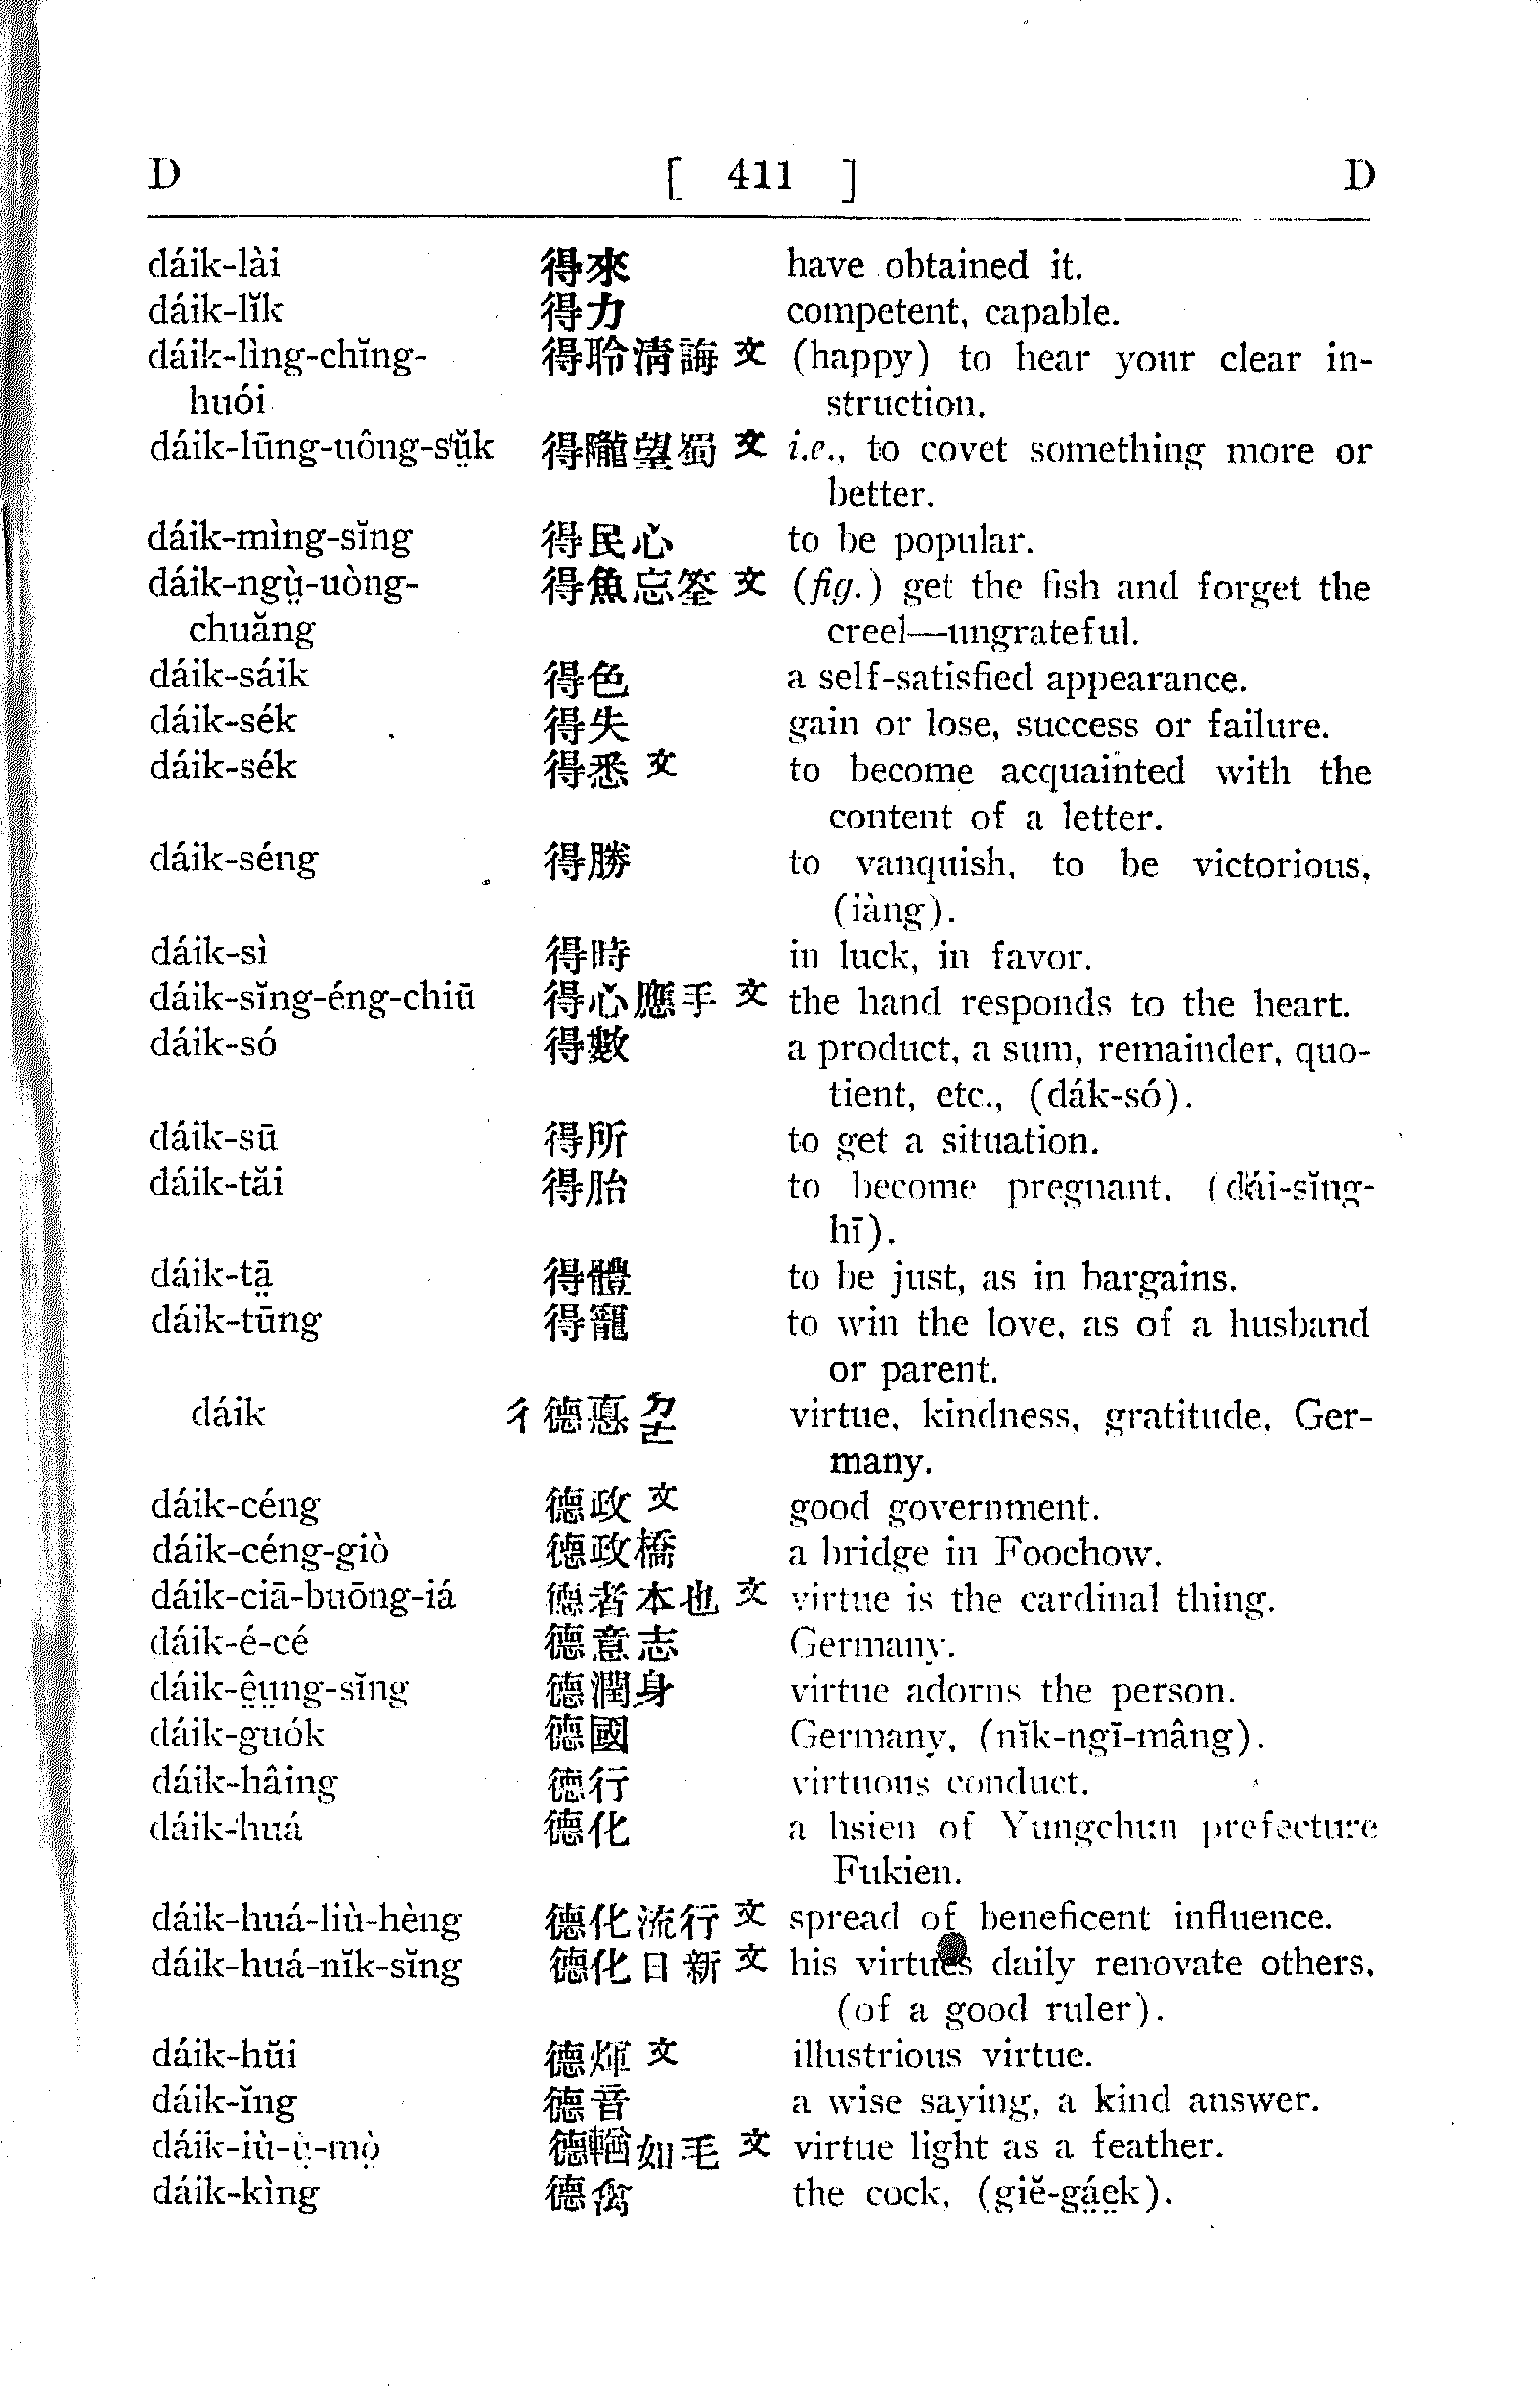 D [ 411 ] D
dáik-lài 得來 have obtained it.
dáik-lĭk 得力 competent, capable.
dáik-lìng-chĭng- 得聆淸誨 文 (happy) to hear your clear in-
huói struction.
dáik-lūng-uông-sṳ̆k 得隴望蜀 文 i.e., to covet something more or
better.
dáik-mìng-sĭng 得民心 to be popular.
dáik-ngṳ̀-uòng- 得魚忘筌 文 (fig.) get the fish and forget the
chuăng creel—ungrateful.
dáik-sáik 得色 a self-satisfied appearance.
dáik-sék 得失 gain or lose, success or failure.
dáik-sék 得悉 文 to become acquainted with the
content of a letter.
dáik-séng 得勝 to vanquish, to be victorious,
(iàng).
dáik-sì 得時 in luck, in favor.
dáik-sĭng-éng-chiū 得心應手 文 the hand responds to the heart.
dáik-só 得數 a product, a sum, remainder, quo-
tient, etc., (dák-só).
dáik-sū 得所 to get a situation.
dáik-tăi 得胎 to become pregnant. (dái-sĭng-
hī).
dáik-tā̤ 得體 to be just, as in bargains.
dáik-tūng 得寵 to win the love, as of a husband
or parent.
dáik 彳 德悳 ㄉㄜ virtue, kindness, gratitude, Ger-
many.
dáik-céng 德政 文 good government.
dáik-céng-giò 德政橋 a bridge in Foochow.
dáik-ciā-buōng-iá 德者本也 文 virtue is the cardinal thing.
dáik-é-cé 德意志 Germany.
dáik-ê̤ṳng-sĭng 德潤身 virtue adorns the person.
dáik-guók 德國 Germany, (nĭk-ngī-mâng).
dáik-hâing 德行 virtuous conduct.
dáik-huá 德化 a hsien of Yungchun prefecture
Fukien.
dáik-huá-liù-hèng 德化流行 文 spread of beneficent influence.
dáik-huá-nĭk-sĭng 德化日新 文 his virtues daily renovate others,
(of a good ruler).
dáik-hŭi 德煇 文 illustrious virtue.
dáik-ĭng 德音 a wise saying, a kind answer.
dáik-iù-ṳ̀-mò̤ 德輶如毛 文 virtue light as a feather.
dáik-kìng 德禽 the cock, (giĕ-gá̤e̤k).